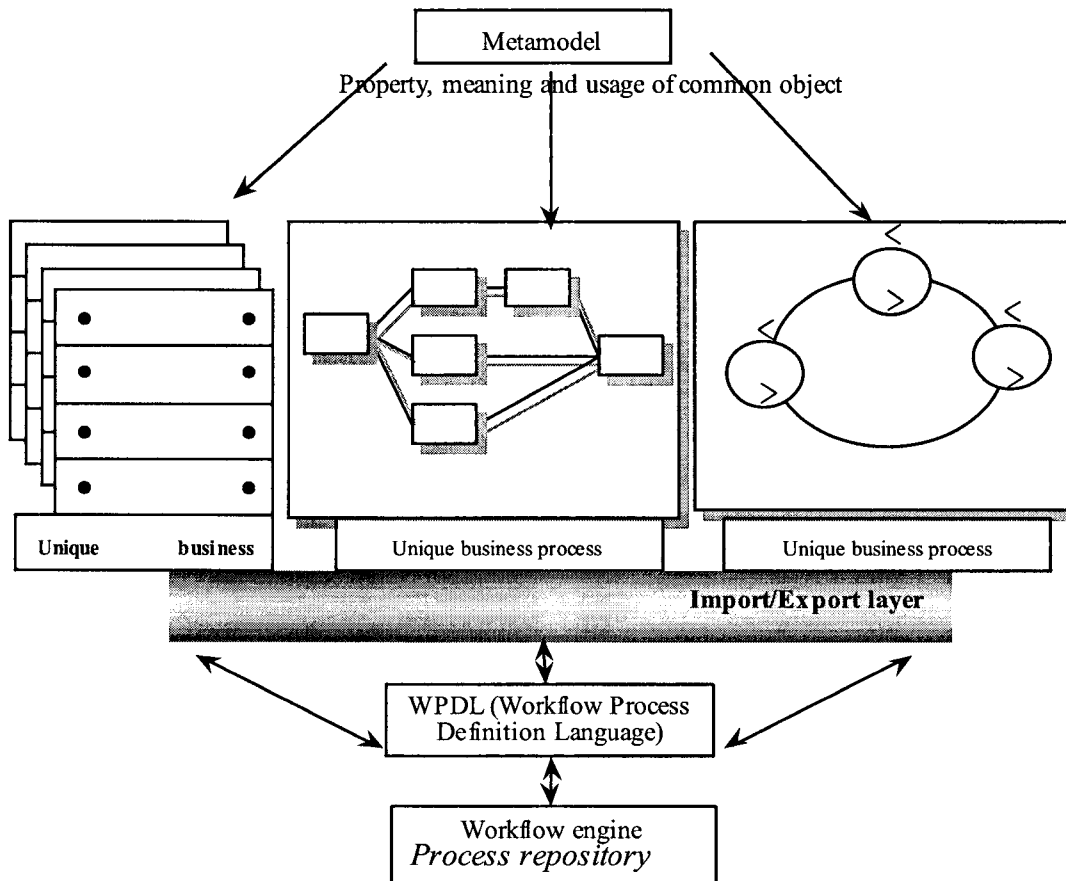 Metamodel
Property, meaning and usage of common object
Unique business
Unique business process
Unique business process
Import/Export layer
WPDL (Workflow Process
Definition Language)
Workflow engine
Process repository